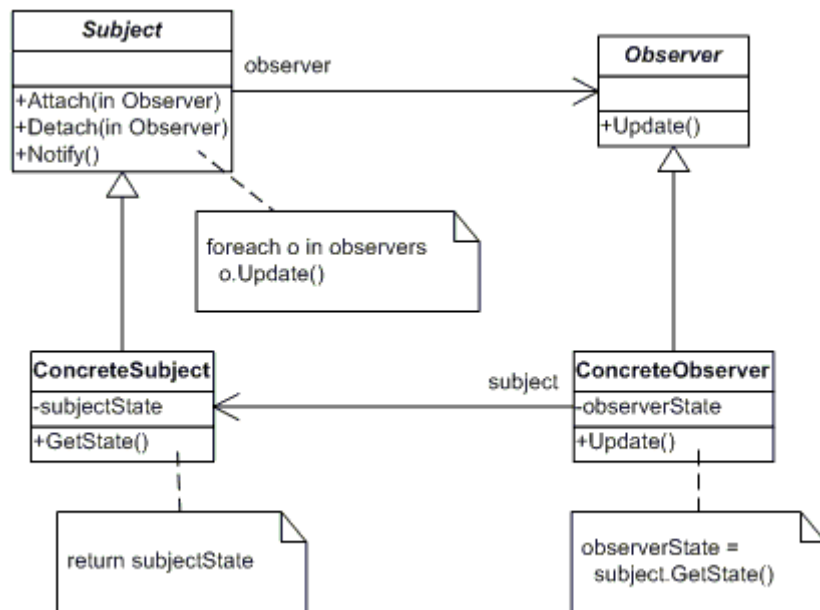 Subject
+Attach(in Observer)
+Detach(in Observer)
+Notify()
observer
Observer
+Update()
foreach o in observers
o.Update()
ConcreteSubject
-subjectState
+GetState()
subject
ConcreteObserver
-observerState
+Update()
return subjectState
observerState =
subject.GetState()